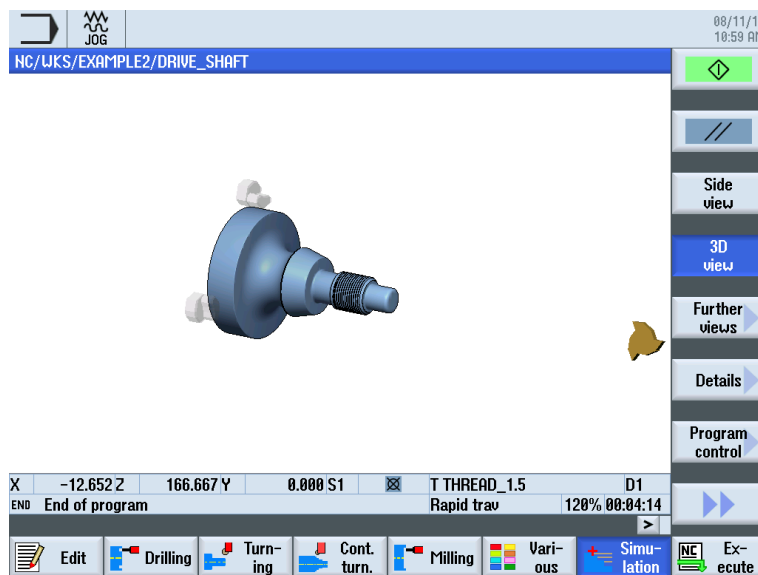 JOG
08/11/1
10:59 AM
NC/WKS/EXAMPLE2/DRIVE_SHAFT
Side
view
3D
view
Further
views
Details
Program
control
X -12.652 Z 166.667 Y 0.000 S1 T THREAD_1.5 D1
END End of program Rapid trav 120% 00:04:14
>
Edit
Drilling
Turn-
ing
Cont.
turn.
Milling
Vari-
ous
Simu-
lation
NC
Ex-
ecute